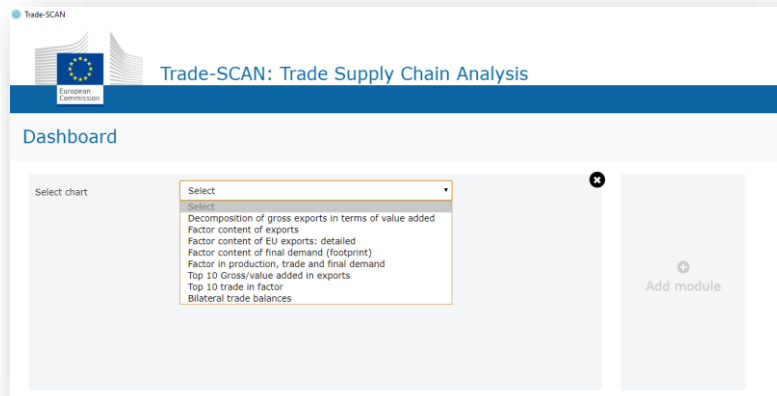 Trade-SCAN
European
Commission
Trade-SCAN: Trade Supply Chain Analysis
Dashboard
Select chart
Select
Select
Decomposition of gross exports in terms of value added
Factor content of exports
Factor content of EU exports: detailed
Factor content of final demand (footprint)
Factor in production, trade and final demand
Top 10 Gross/value added in exports
Top 10 trade in factor
Bilateral trade balances
Add module